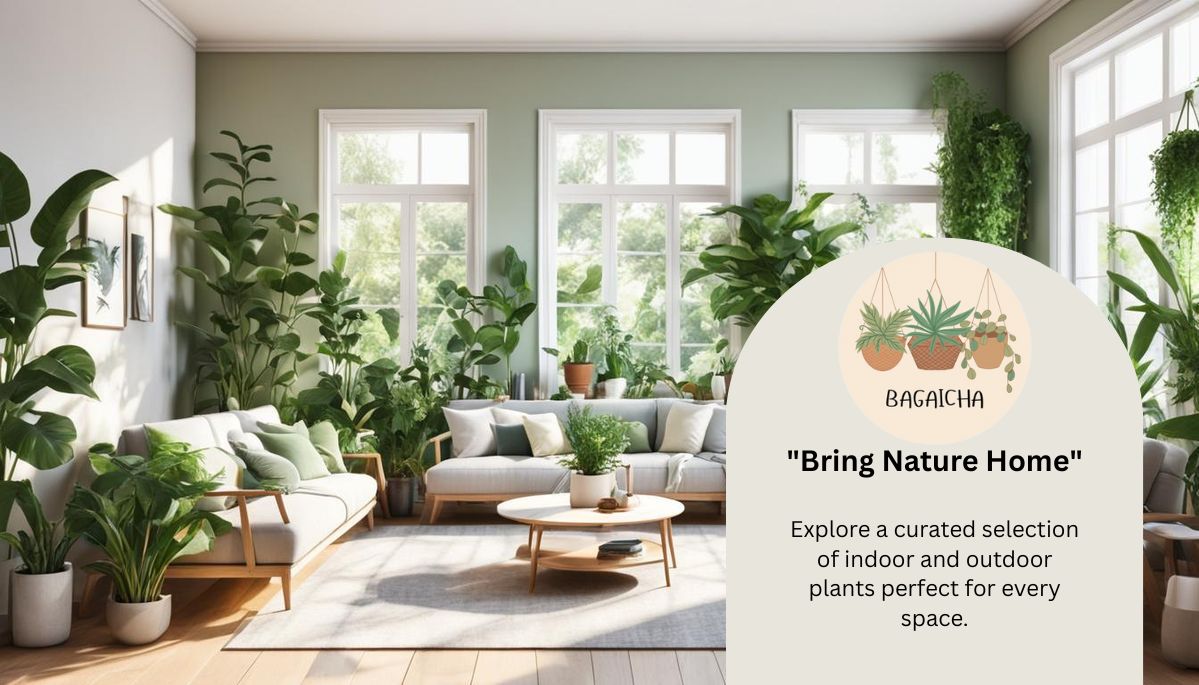 BAGAICHA
"Bring Nature Home"
Explore a curated selection
of indoor and outdoor
plants perfect for every
space.